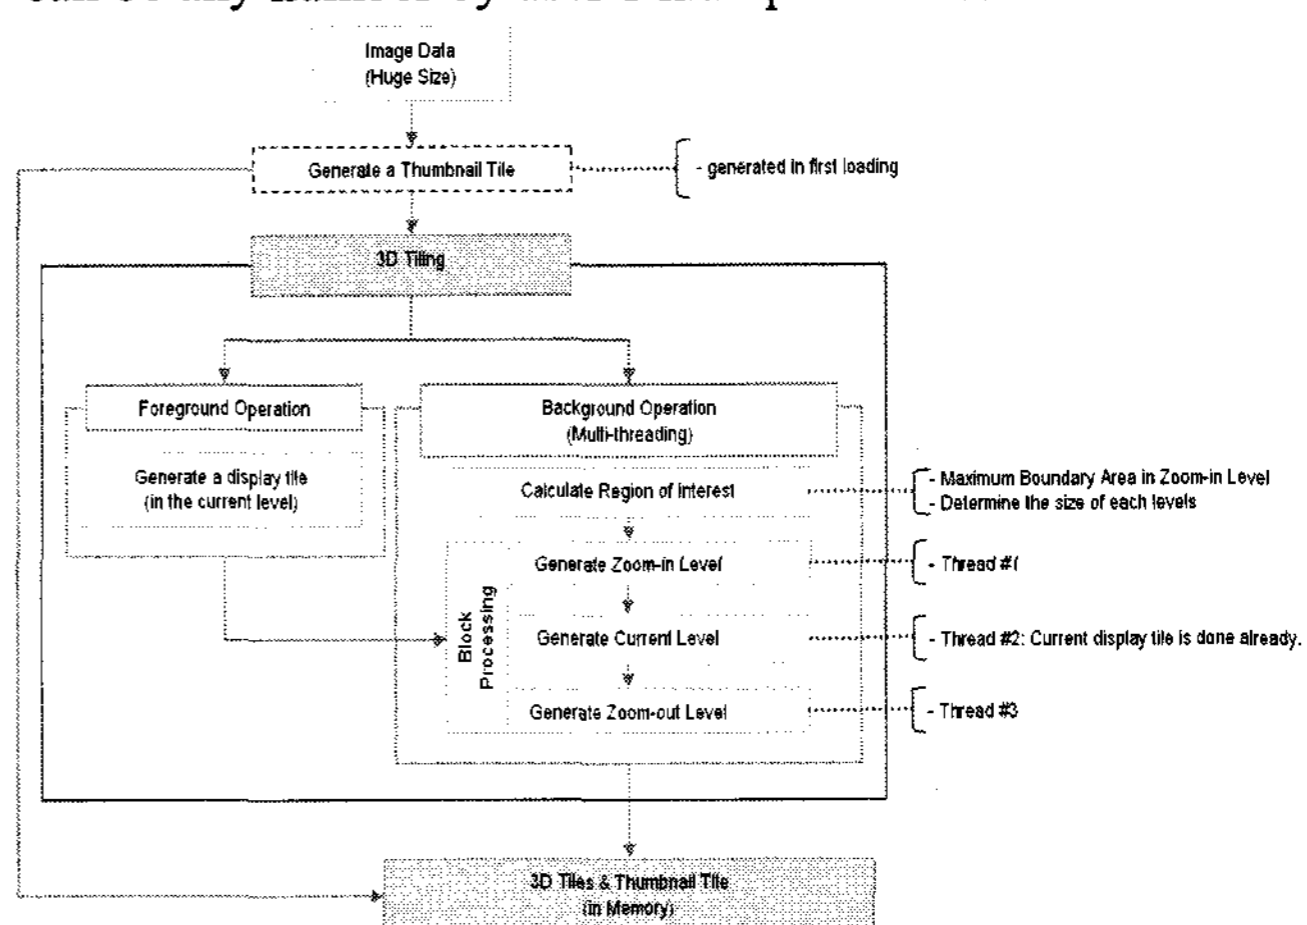 Image Data
(Huge Size)
Generate a Thumbnail Tile
- generated in first loading
3D Tiling
Foreground Operation
Generate a display tile
(in the current level)
Background Operation
(Multi-threading)
Calculate Region of Interest
- Maximum Boundary Area in Zoom-in Level
- Determine the size of each levels
Block
Processing
Generate Zoom-in Level
- Thread #1
Generate Current Level
- Thread #2: Current display tile is done already.
Generate Zoom-out Level
- Thread #3
3D Tiles & Thumbnail Tile
(in Memory)